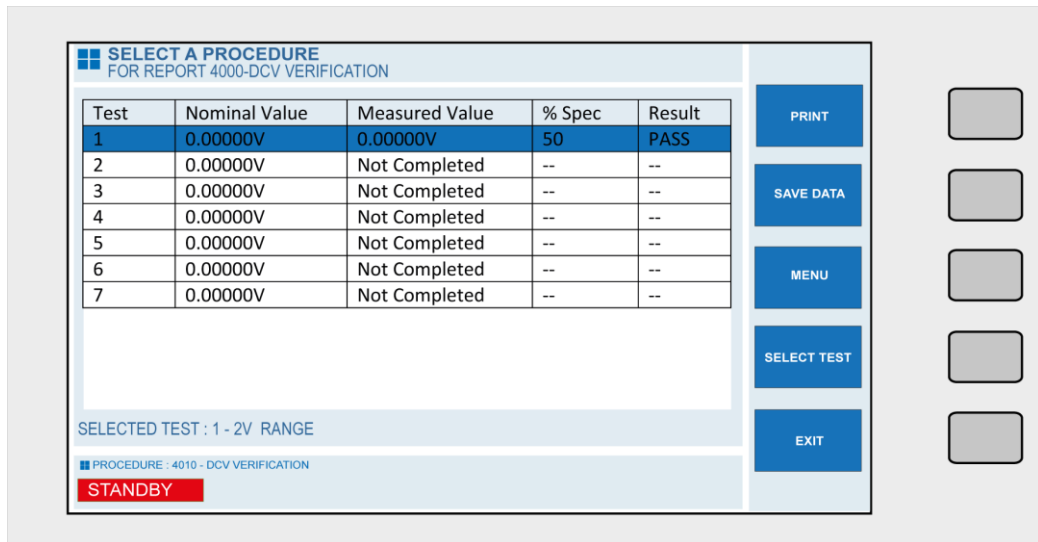 SELECT A PROCEDURE
FOR REPORT 4000-DCV VERIFICATION
Test Nominal Value Measured Value % Spec Result
1 0.00000V 0.00000V 50 PASS
2 0.00000V Not Completed -- --
3 0.00000V Not Completed -- --
4 0.00000V Not Completed -- --
5 0.00000V Not Completed -- --
6 0.00000V Not Completed -- --
7 0.00000V Not Completed -- --
SELECTED TEST : 1 - 2V RANGE
PROCEDURE : 4010 - DCV VERIFICATION
STANDBY
PRINT
SAVE DATA
MENU
SELECT TEST
EXIT